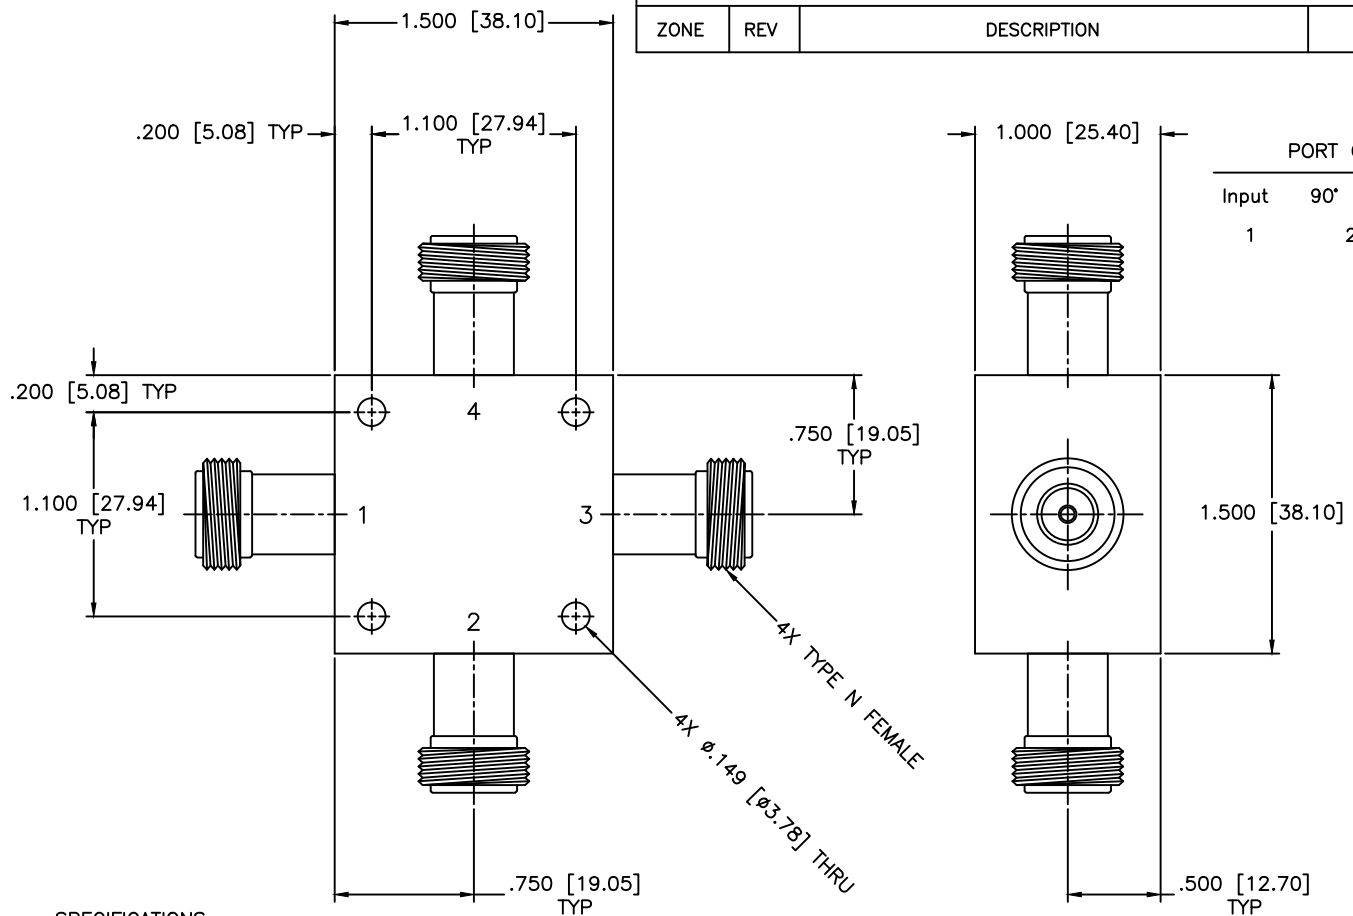 1.500 [38.10]
ZONE REV DESCRIPTION
.200 [5.08] TYP
1.100 [27.94]
TYP
1.000 [25.40]
PORT
Input 90°
1 2
.200 [5.08] TYP
4
.750 [19.05]
TYP
1.100 [27.94]
TYP
1 3
1.500 [38.10]
2
4X TYPE N FEMALE
4X ø.149 [ø3.78] THRU
.750 [19.05]
TYP
.500 [12.70]
TYP
SPECIFICATIONS